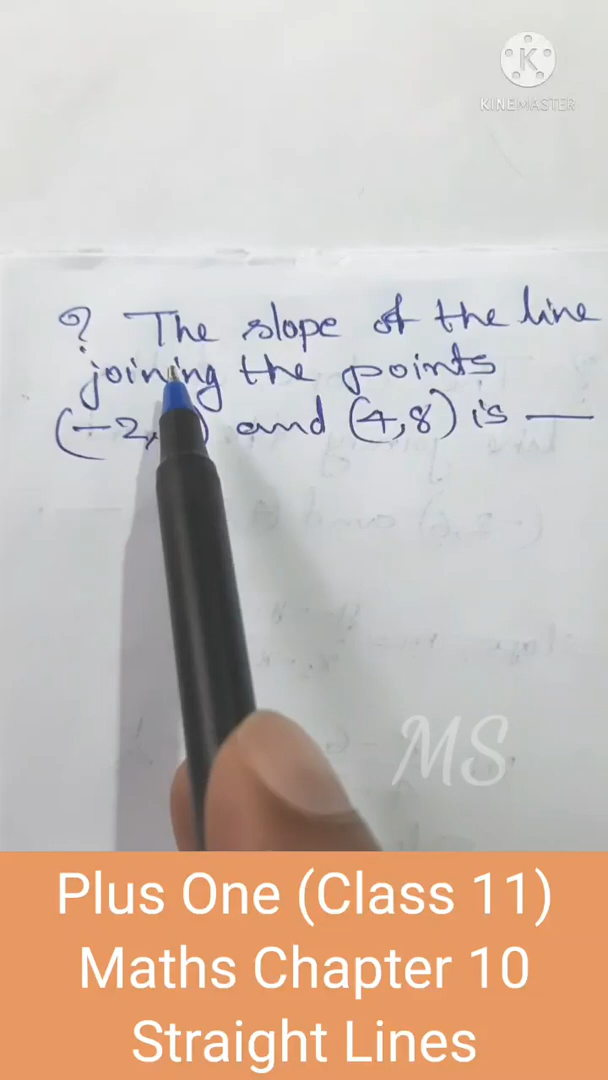 KINEMASTER
? The slope of the line
joining the points
(-2, ) and (4,8) is —
MS
Plus One (Class 11)
Maths Chapter 10
Straight Lines